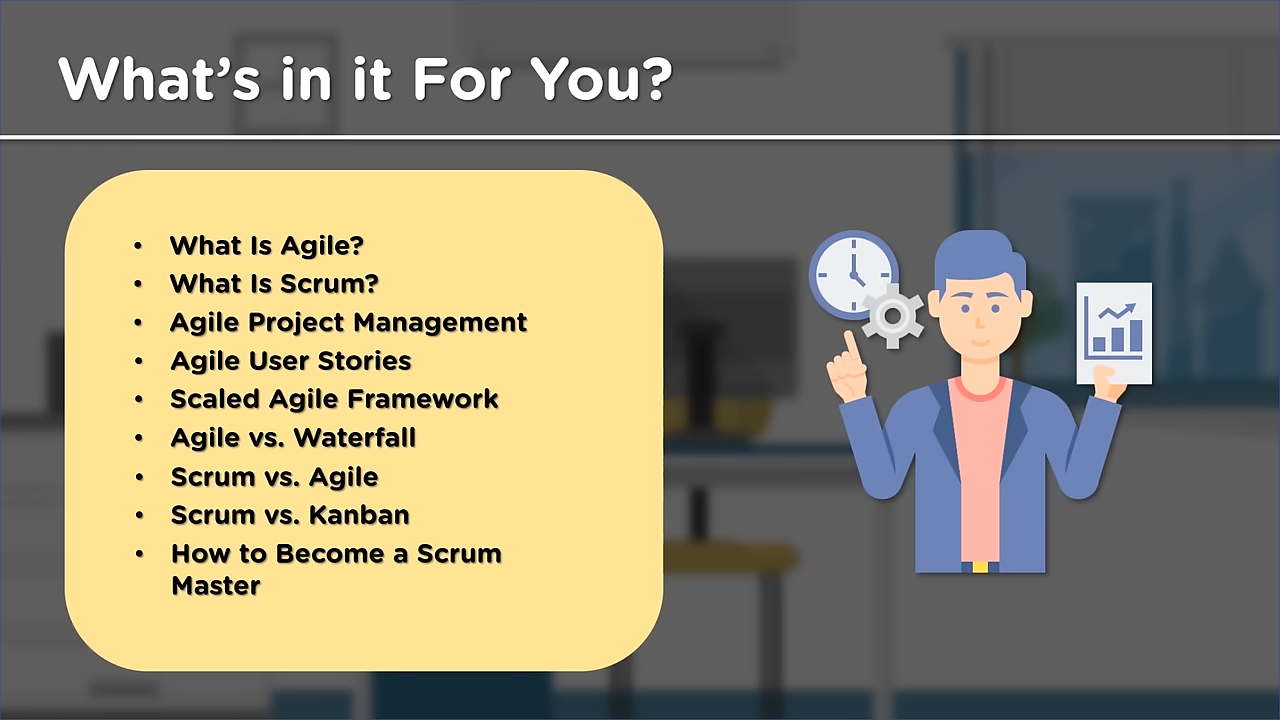 What’s in it For You?
• What Is Agile?
• What Is Scrum?
• Agile Project Management
• Agile User Stories
• Scaled Agile Framework
• Agile vs. Waterfall
• Scrum vs. Agile
• Scrum vs. Kanban
• How to Become a Scrum
Master